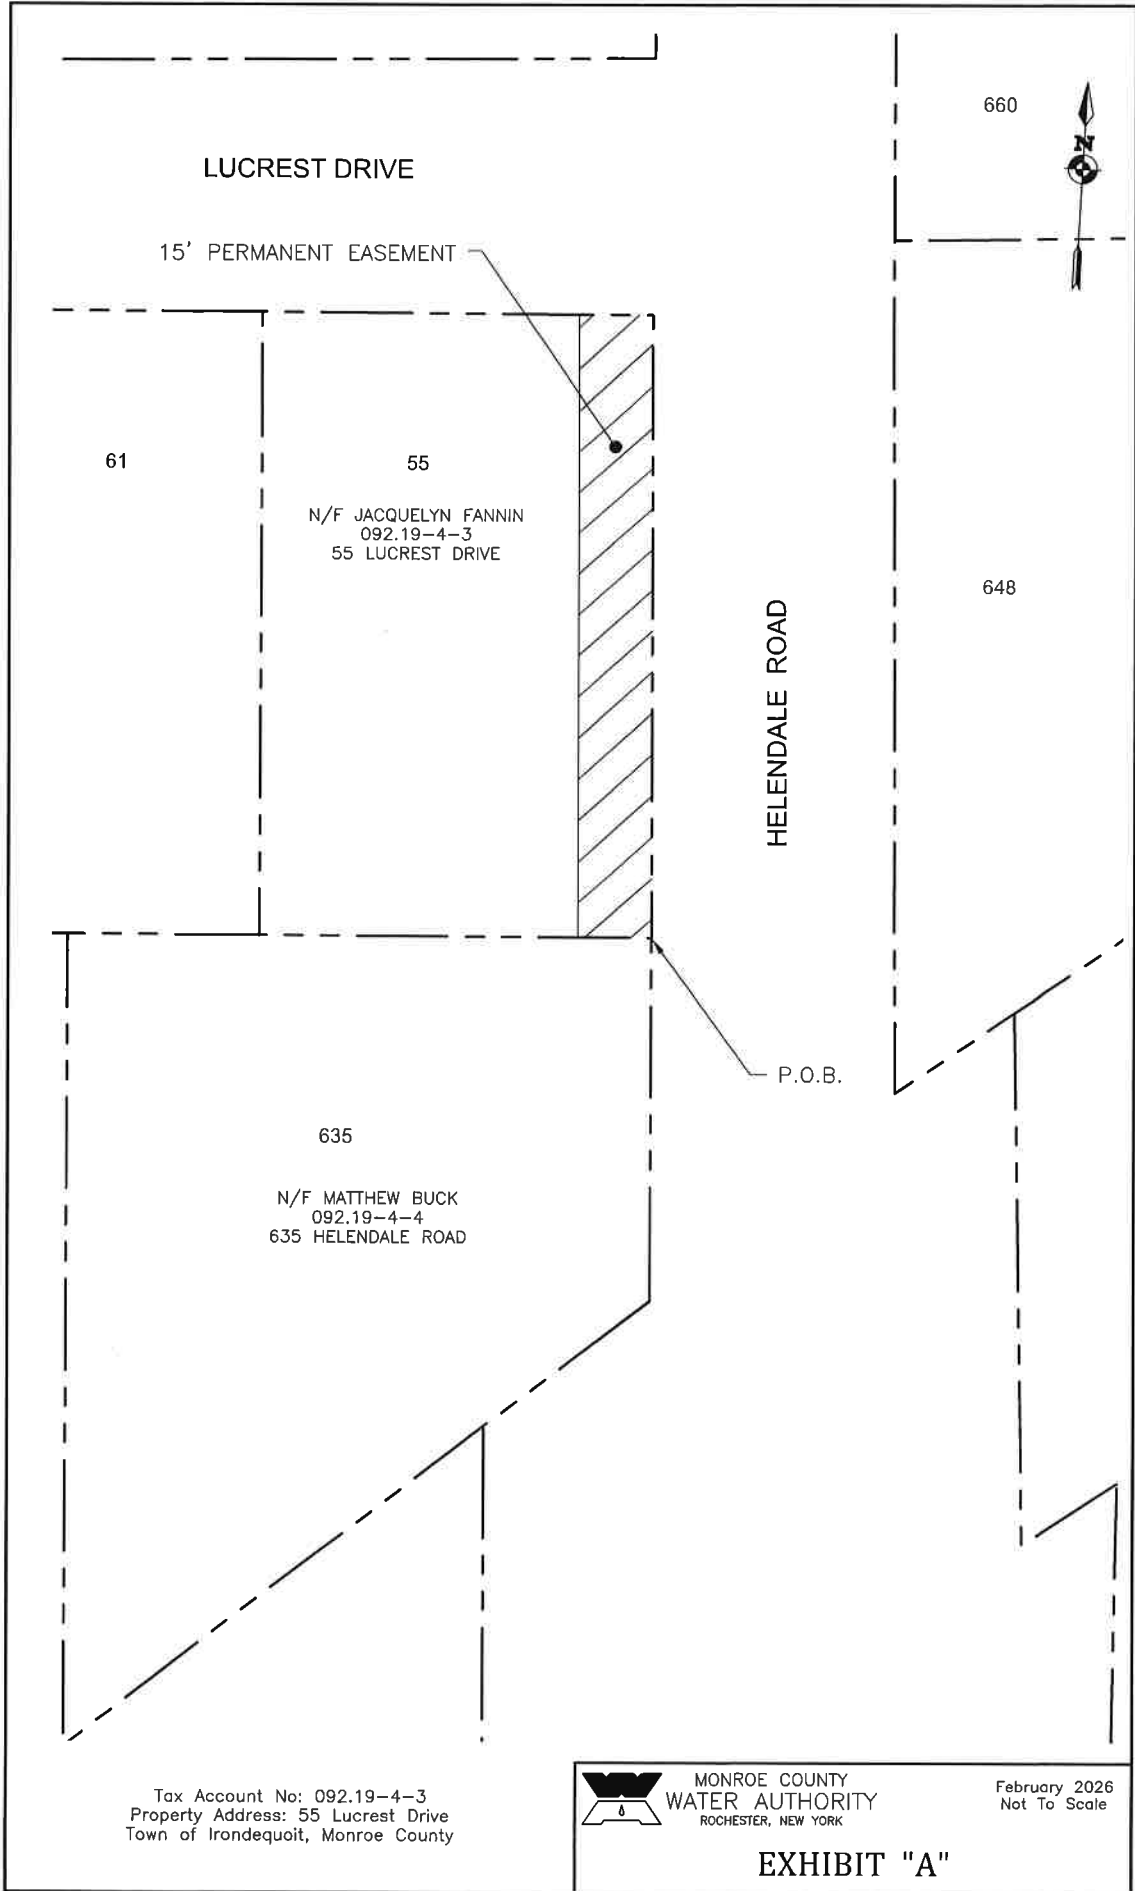 660
N
LUCREST DRIVE
15' PERMANENT EASEMENT
61
55
N/F JACQUELYN FANNIN
092.19-4-3
55 LUCREST DRIVE
648
HELENDALE ROAD
P.O.B.
635
N/F MATTHEW BUCK
092.19-4-4
635 HELENDALE ROAD
Tax Account No: 092.19-4-3
Property Address: 55 Lucrest Drive
Town of Irondequoit, Monroe County
MONROE COUNTY
WATER AUTHORITY
ROCHESTER, NEW YORK
February 2026
Not To Scale
EXHIBIT "A"